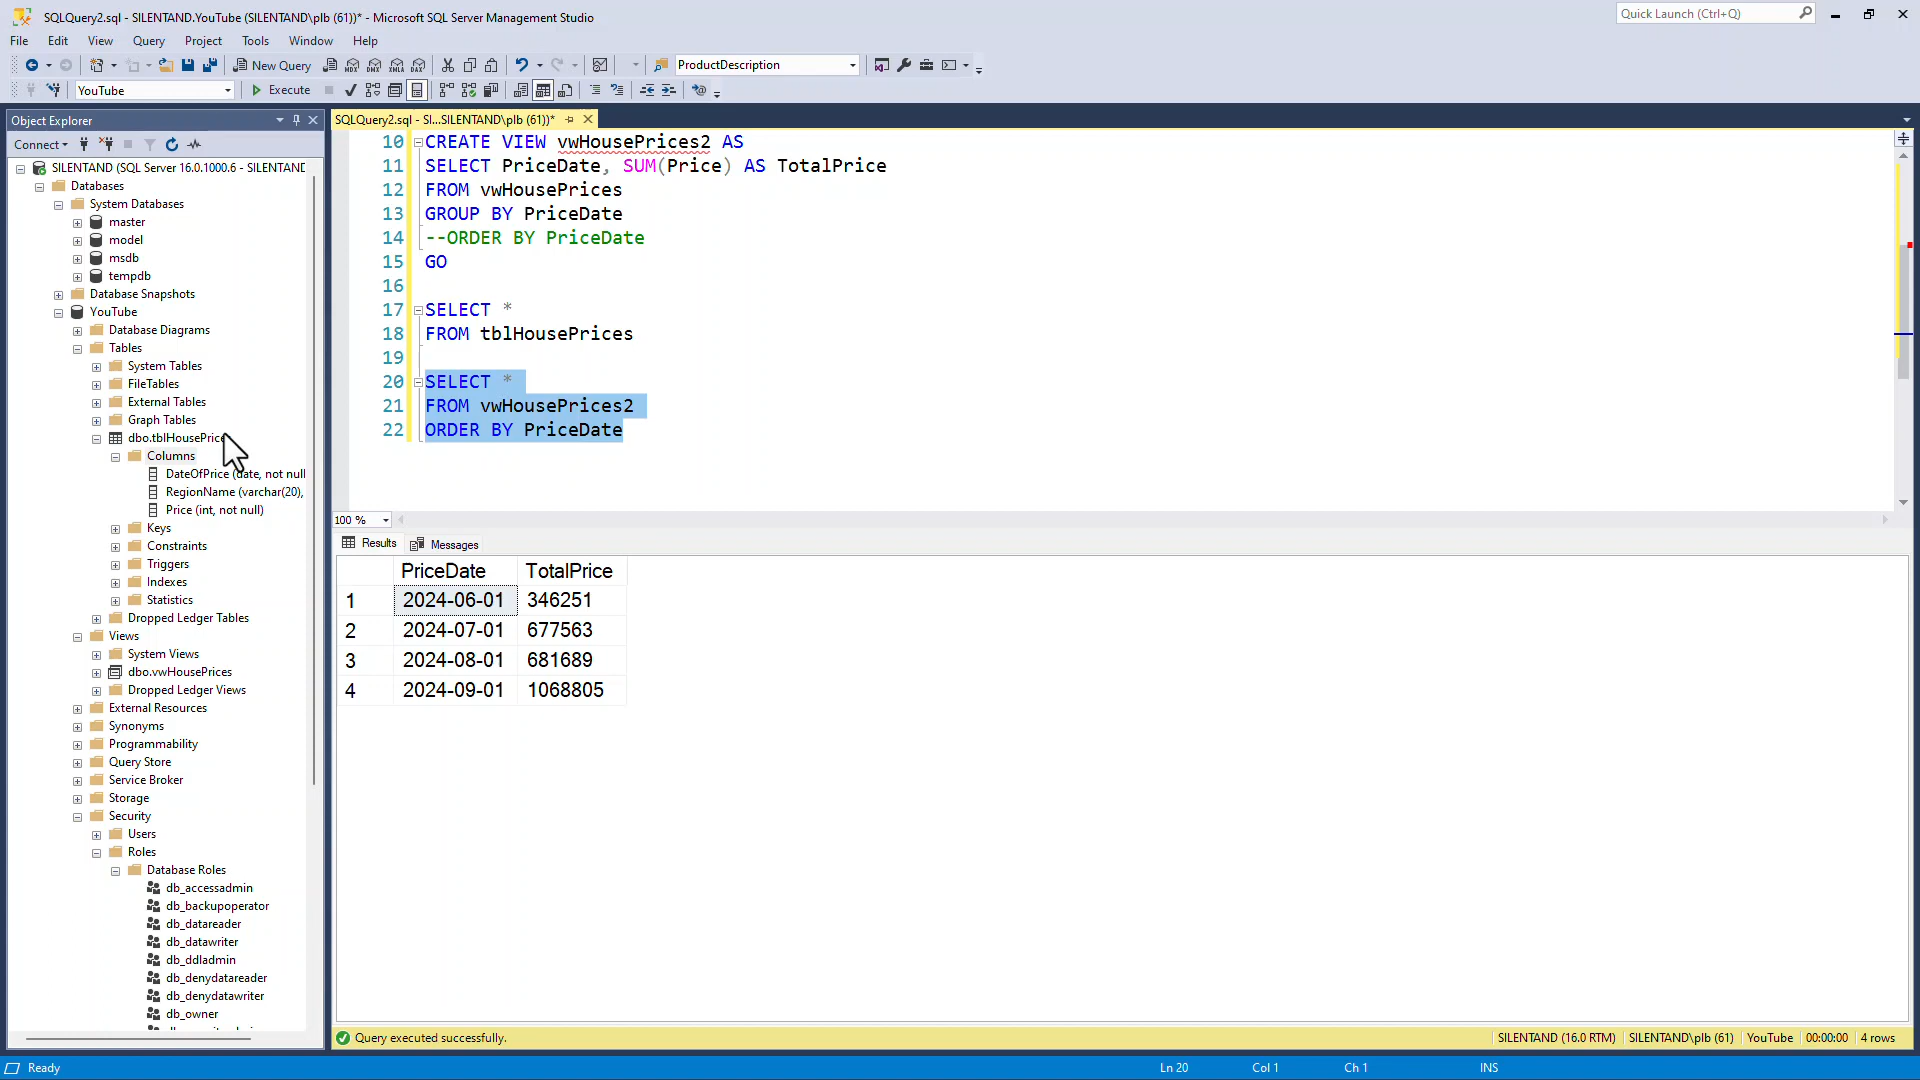 SQLQuery2.sql - SILENTAND.YouTube (SILENTAND\plb (61))* - Microsoft SQL Server Management Studio
Quick Launch (Ctrl+Q)
File Edit View Query Project Tools Window Help
New Query
MDX DMX XMLA DAX
ProductDescription
YouTube
Execute
Object Explorer
SQLQuery2.sql - SI...SILENTAND\plb (61))*
Connect
SILENTAND (SQL Server 16.0.1000.6 - SILENTAND
Databases
System Databases
master
model
msdb
tempdb
Database Snapshots
YouTube
Database Diagrams
Tables
System Tables
FileTables
External Tables
Graph Tables
dbo.tblHousePrice
Columns
DateOfPrice (date, not null
RegionName (varchar(20),
Price (int, not null)
Keys
Constraints
Triggers
Indexes
Statistics
Dropped Ledger Tables
Views
System Views
dbo.vwHousePrices
Dropped Ledger Views
External Resources
Synonyms
Programmability
Query Store
Service Broker
Storage
Security
Users
Roles
Database Roles
db_accessadmin
db_backupoperator
db_datareader
db_datawriter
db_ddladmin
db_denydatareader
db_denydatawriter
db_owner
10 CREATE VIEW vwHousePrices2 AS
11 SELECT PriceDate, SUM(Price) AS TotalPrice
12 FROM vwHousePrices
13 GROUP BY PriceDate
14 --ORDER BY PriceDate
15 GO
16
17 SELECT *
18 FROM tblHousePrices
19
20 SELECT *
21 FROM vwHousePrices2
22 ORDER BY PriceDate
100 %
Results Messages
PriceDate TotalPrice
1 2024-06-01 346251
2 2024-07-01 677563
3 2024-08-01 681689
4 2024-09-01 1068805
Query executed successfully.
SILENTAND (16.0 RTM) SILENTAND\plb (61) YouTube 00:00:00 4 rows
Ready
Ln 20 Col 1 Ch 1 INS